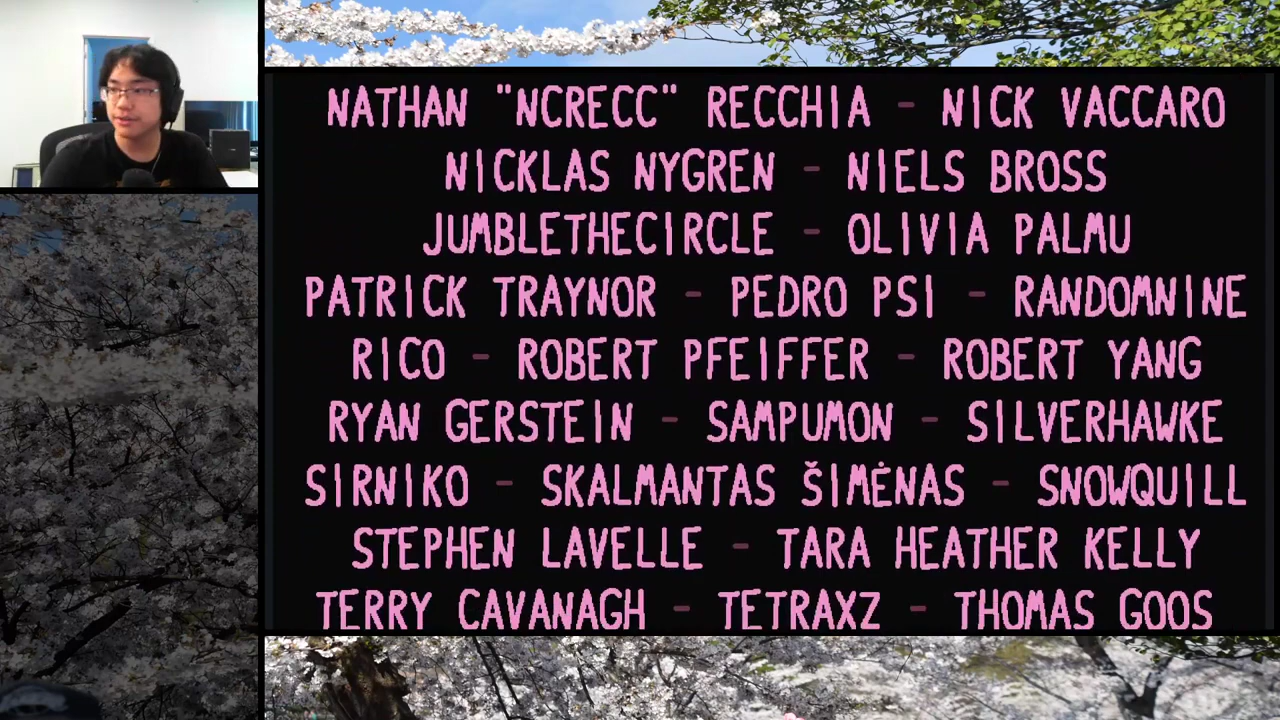 NATHAN "NCRECC" RECCHIA - NICK VACCARO
NICKLAS NYGREN - NIELS BROSS
JUMBLETHECIRCLE - OLIVIA PALMU
PATRICK TRAYNOR - PEDRO PSI - RANDOMNINE
RICO - ROBERT PFEIFFER - ROBERT YANG
RYAN GERSTEIN - SAMPUMON - SILVERHAWKE
SIRNIKO - SKALMANTAS ŠIMĖNAS - SNOWQUILL
STEPHEN LAVELLE - TARA HEATHER KELLY
TERRY CAVANAGH - TETRAXZ - THOMAS GOOS